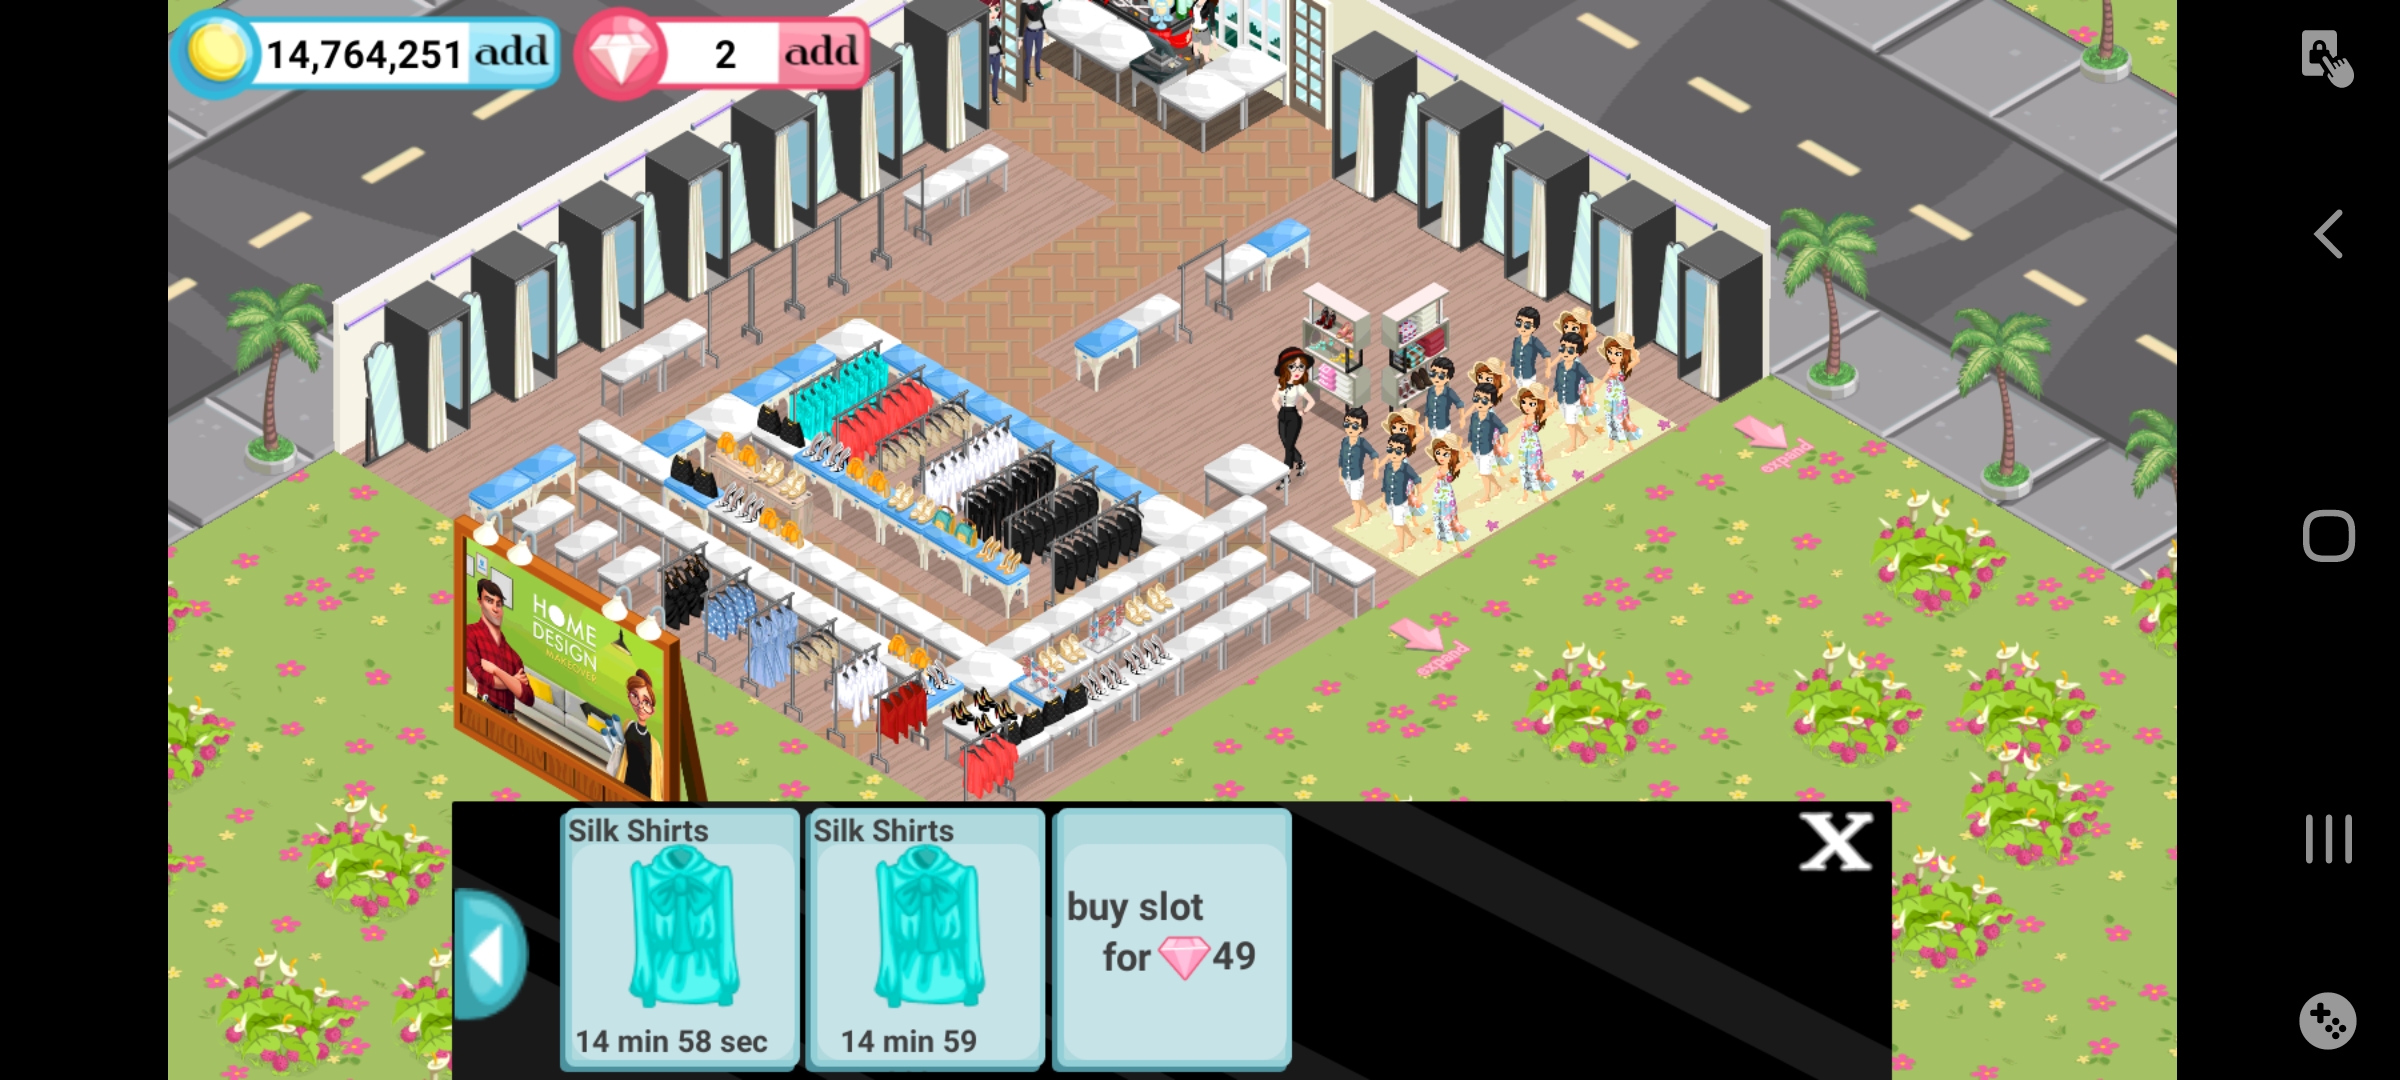 14,764,251 add
2 add
expand
expand
HOME
DESIGN
MAKEOVER
Silk Shirts
14 min 58 sec
Silk Shirts
14 min 59
buy slot
for 49
X